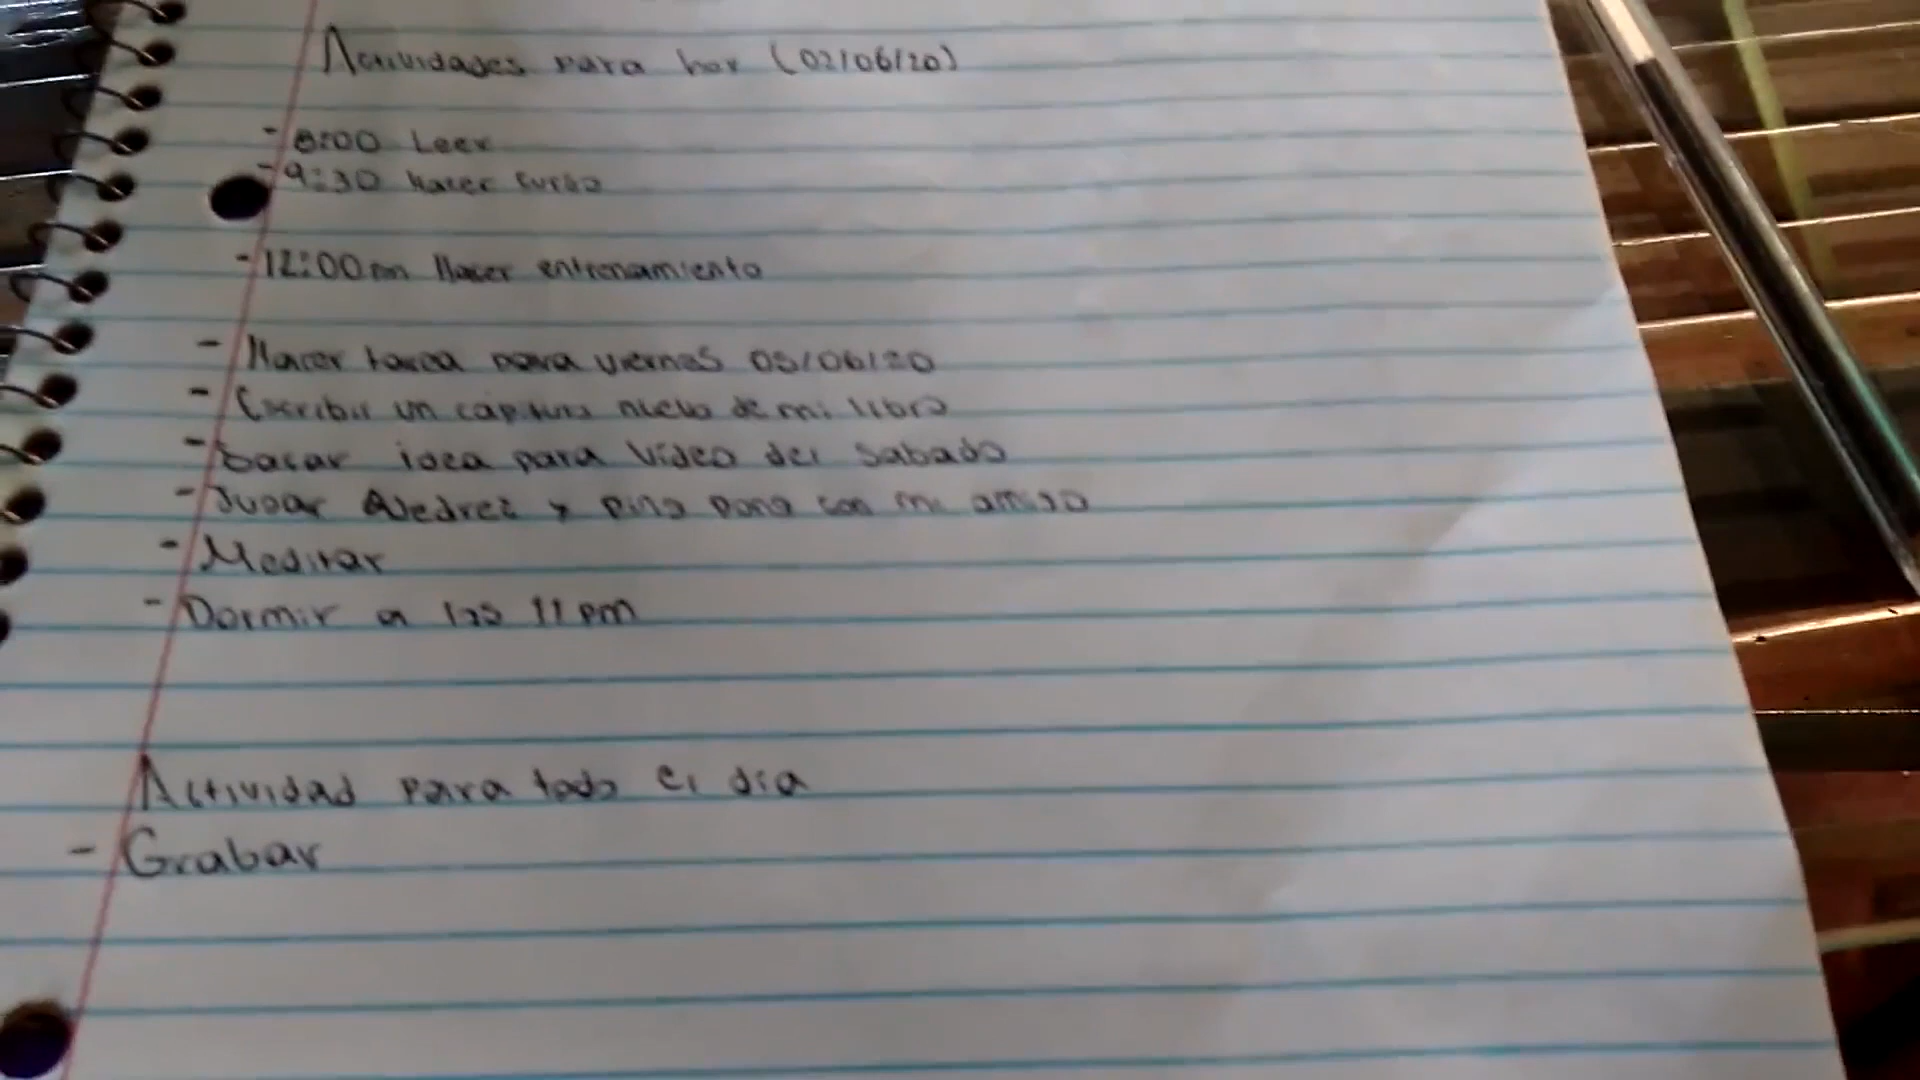 Actividades para hoy (02/06/20)
- 8:00 Leer
- 9:30 Hacer curso
- 12:00 pm Hacer entrenamiento
- Hacer tarea para viernes 05/06/20
- Escribir un capitulo nuevo de mi libro
- Sacar idea para video del sabado
- Jugar Ajedrez y ping pong con mi amigo
- Meditar
- Dormir a las 11 pm
Actividad para todo el dia
- Grabar